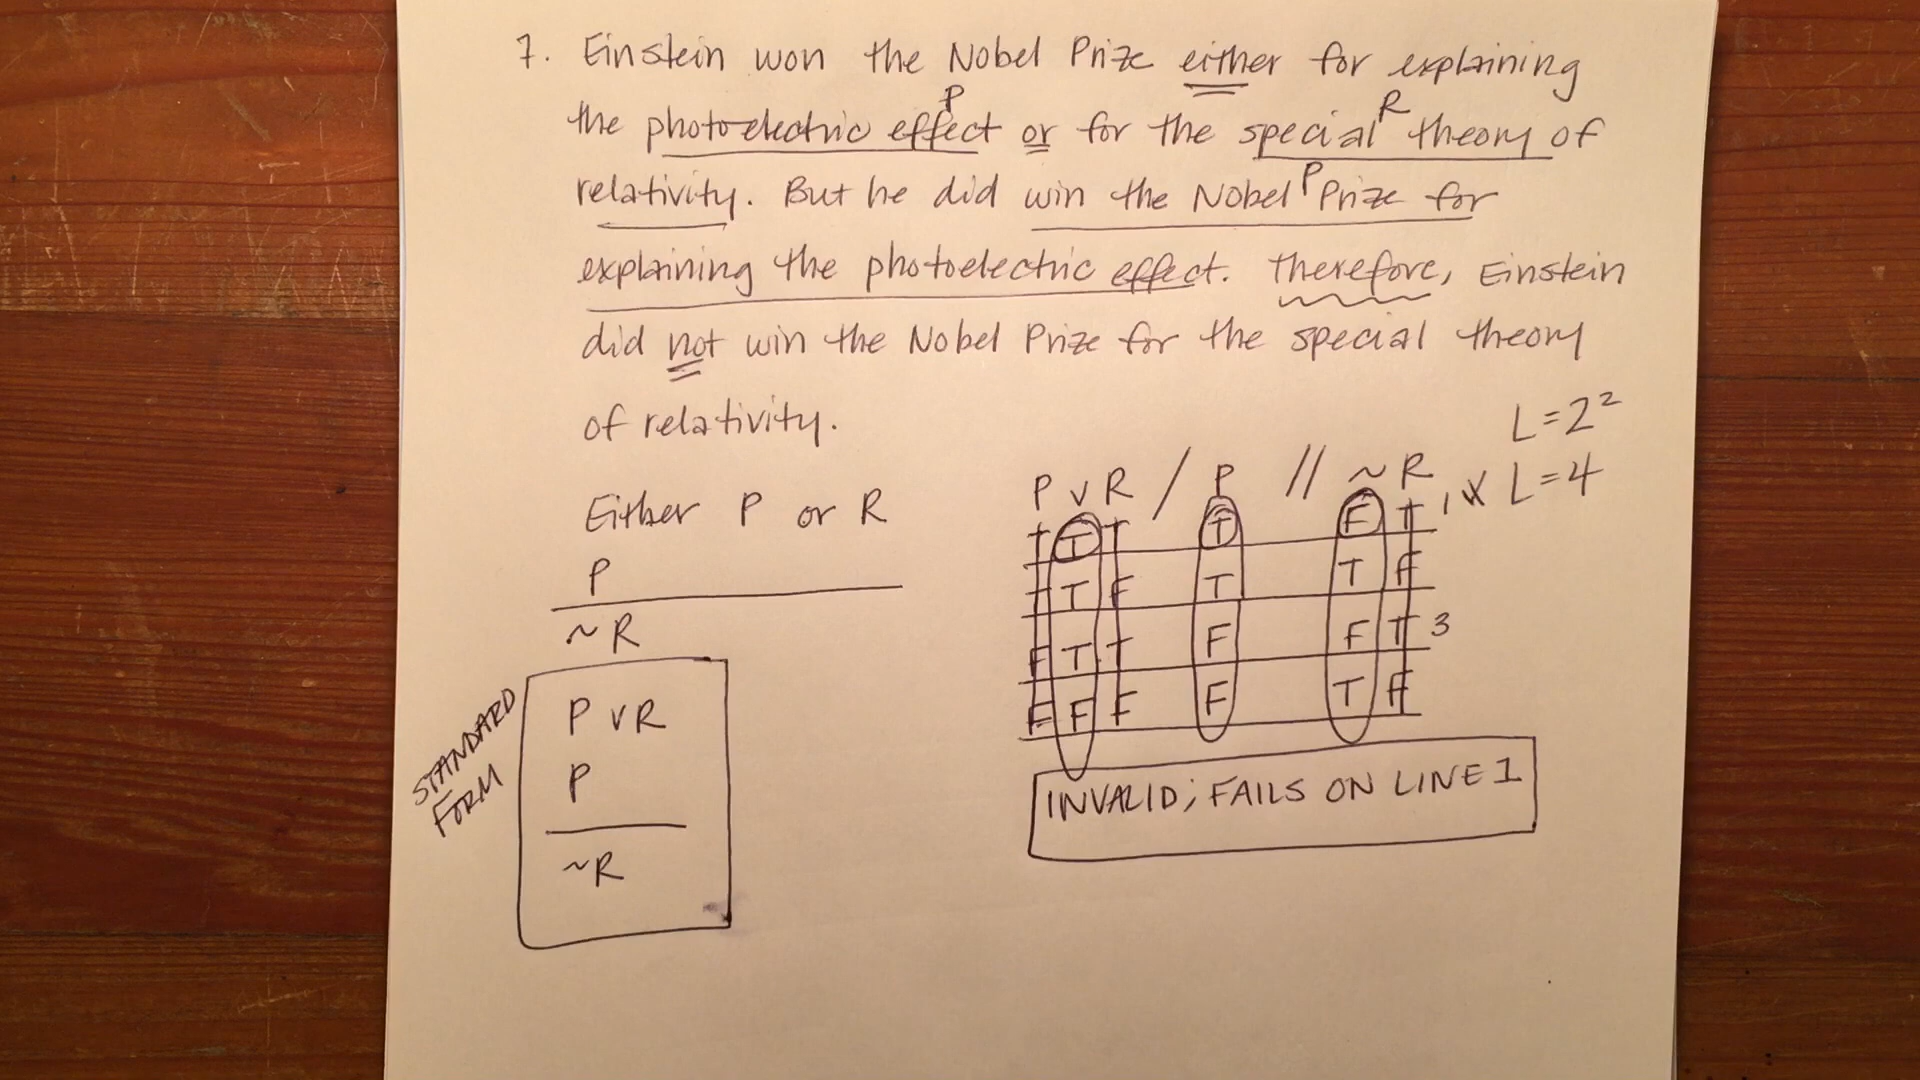 7. Einstein won the Nobel Prize either for explaining
the photoelectric effect or for the special theory of
P R
relativity. But he did win the Nobel Prize for
P
explaining the photoelectric effect. Therefore, Einstein
did not win the Nobel Prize for the special theory
of relativity.
Either P or R
P
~R
STANDARD
FORM
P v R
P
~R
L=2²
L=4
P v R / P // ~R
T T T T F T 1 X
T T F T T F
F T T F F T 3
F F F F T F
INVALID; FAILS ON LINE 1